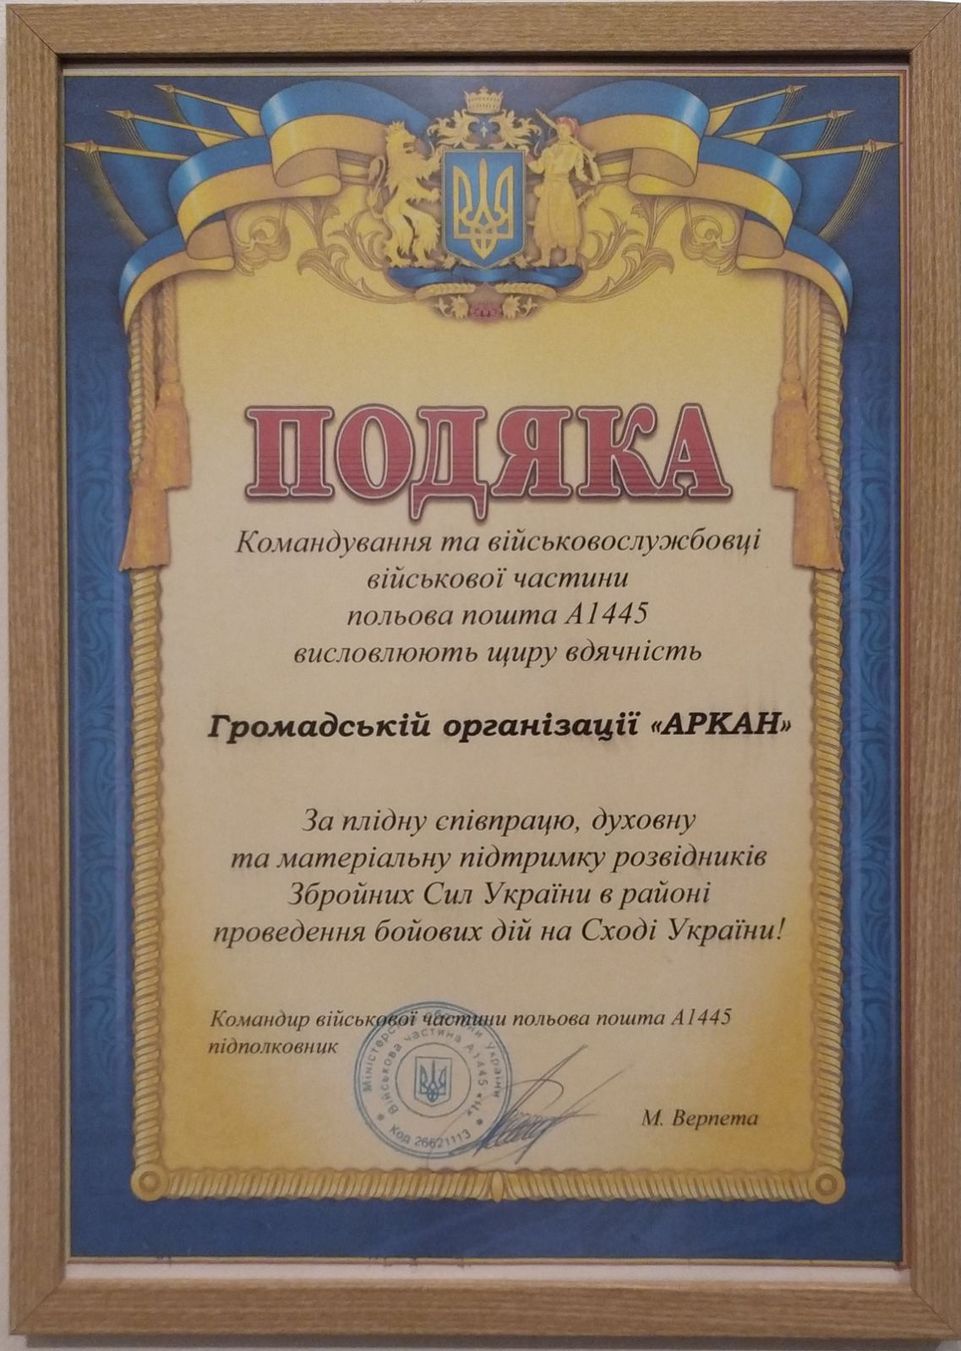 ПОДЯКА
Командування та військовослужбовці
військової частини
польова пошта А1445
висловлюють щиру вдячність
Громадській організації «АРКАН»
За плідну співпрацю, духовну
та матеріальну підтримку розвідників
Збройних Сил України в районі
проведення бойових дій на Сході України!
Командир військової частини польова пошта А1445
підполковник
М. Верпета
Міністерство України
Військова частина А1445
Код 26621113